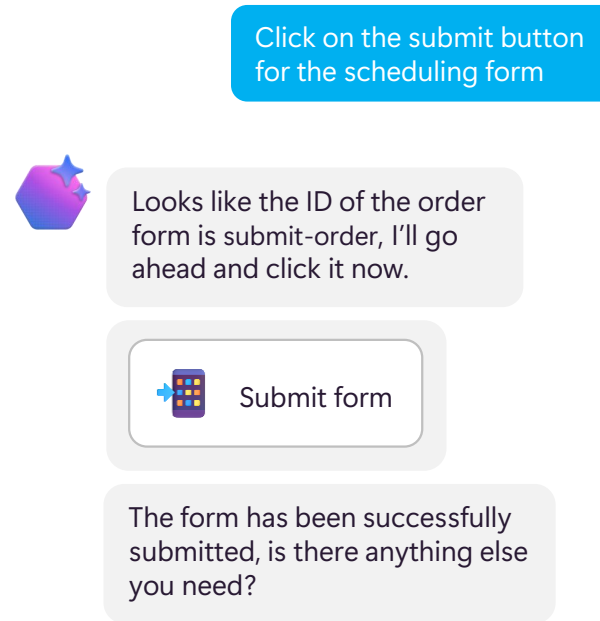 Click on the submit button
for the scheduling form
Looks like the ID of the order
form is submit-order, I’ll go
ahead and click it now.
Submit form
The form has been successfully
submitted, is there anything else
you need?